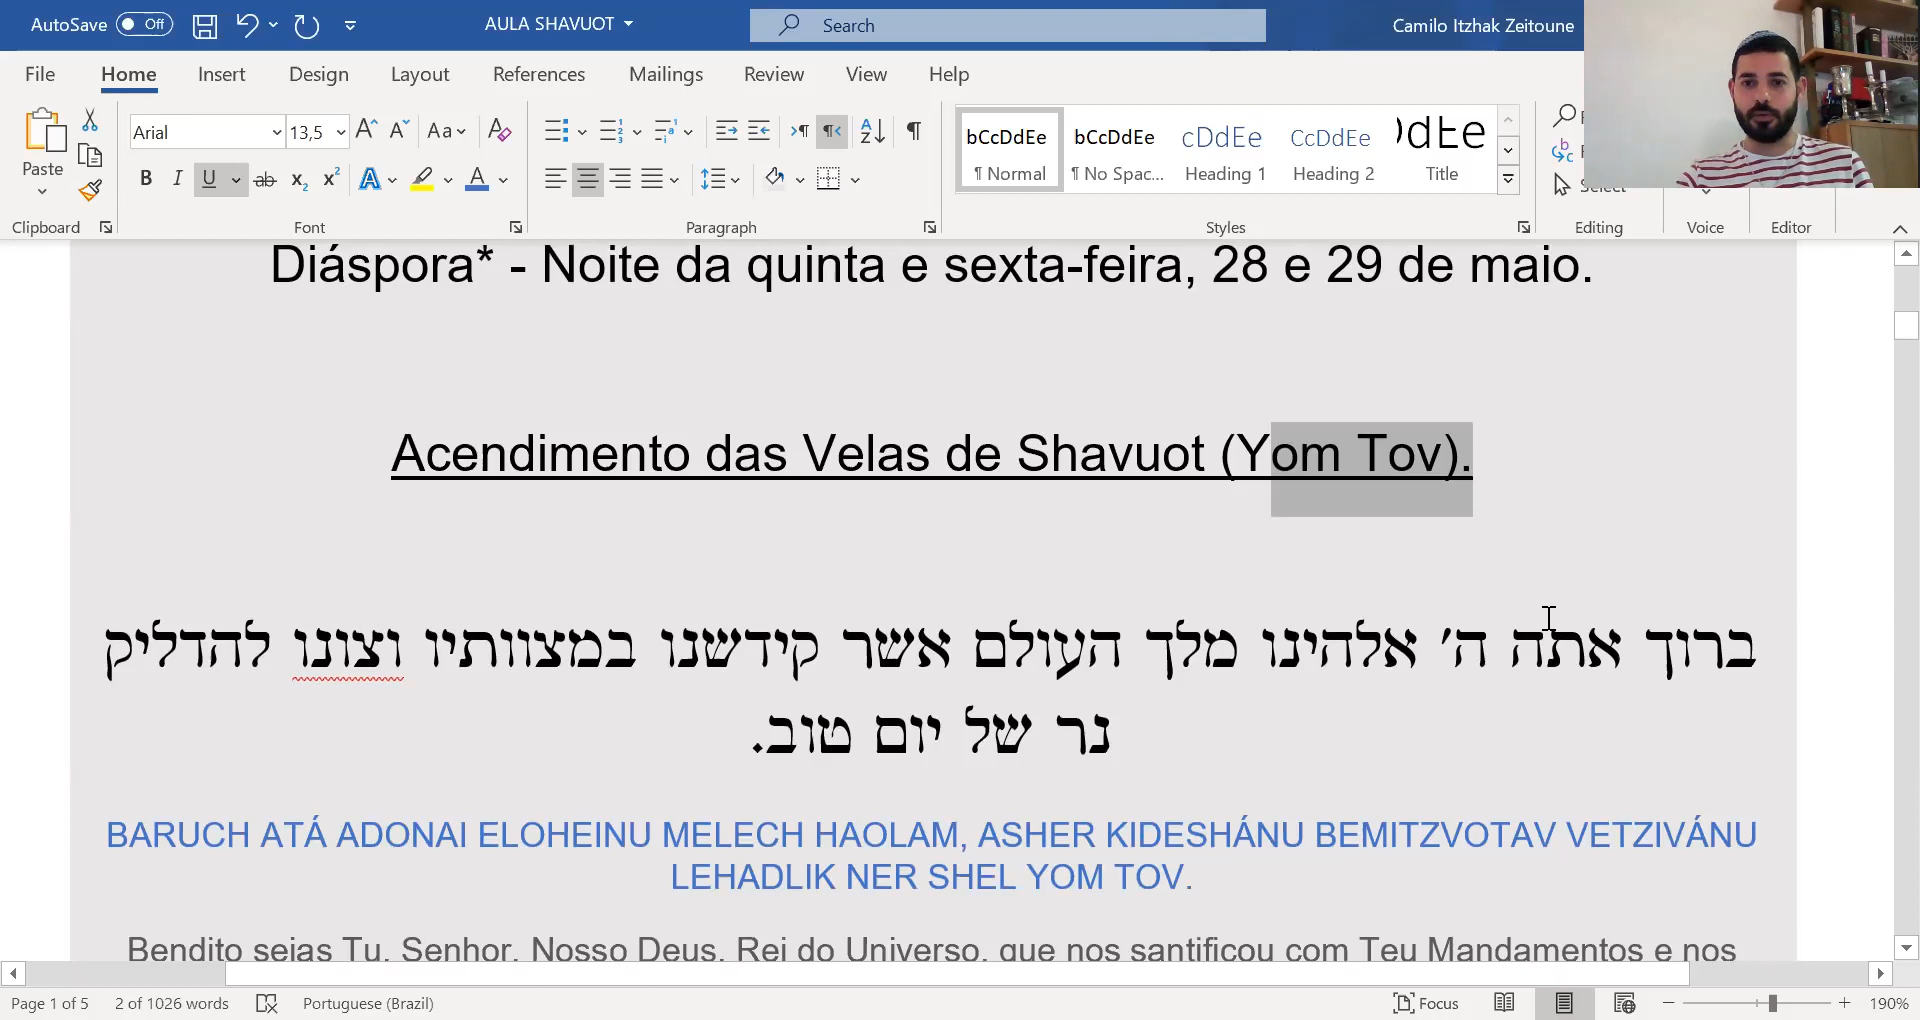 AutoSave Off
AULA SHAVUOT
Search
Camilo Itzhak Zeitoune
File Home Insert Design Layout References Mailings Review View Help
Paste
Arial 13,5
bCcDdEe bCcDdEe cDdEe CcDdEe
¶ Normal ¶ No Spac... Heading 1 Heading 2 Title
Clipboard Font Paragraph Styles Editing Voice Editor
Diáspora* - Noite da quinta e sexta-feira, 28 e 29 de maio.
Acendimento das Velas de Shavuot (Yom Tov).
ברוך אתה ה' אלהינו מלך העולם אשר קידשנו במצוותיו וצונו להדליק
נר של יום טוב.
BARUCH ATÁ ADONAI ELOHEINU MELECH HAOLAM, ASHER KIDESHÁNU BEMITZVOTAV VETZIVÁNU
LEHADLIK NER SHEL YOM TOV.
Bendito sejas Tu, Senhor, Nosso Deus, Rei do Universo, que nos santificou com Teu Mandamentos e nos
Page 1 of 5 2 of 1026 words Portuguese (Brazil) Focus 190%